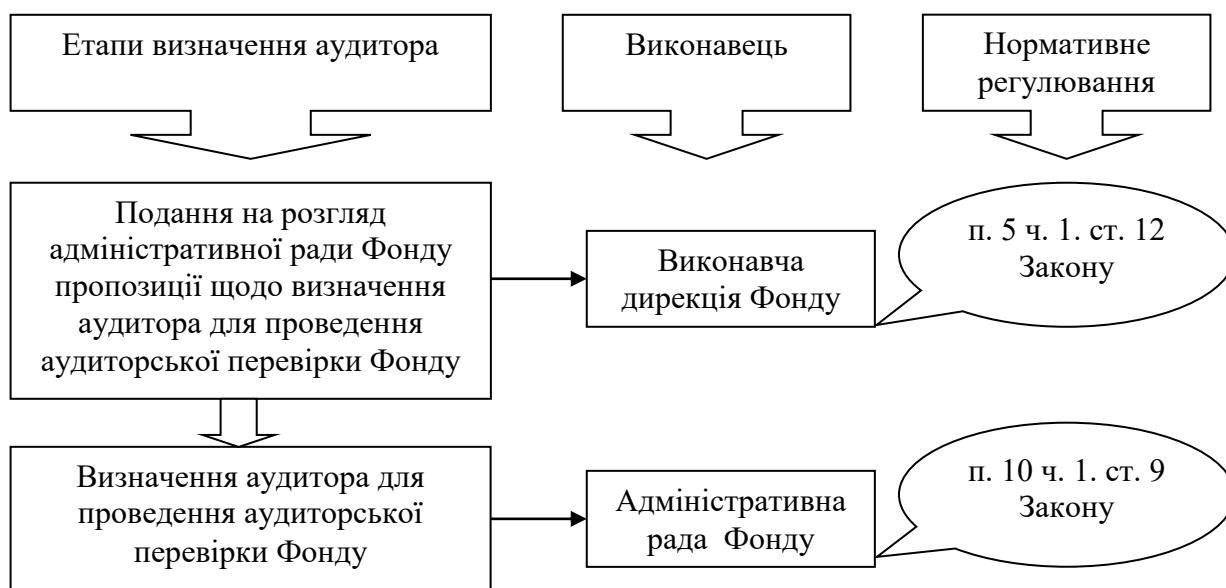 Етапи визначення аудитора
Виконавець
Нормативне
регулювання
Подання на розгляд
адміністративної ради Фонду
пропозиції щодо визначення
аудитора для проведення
аудиторської перевірки Фонду
Виконавча
дирекція Фонду
п. 5 ч. 1. ст. 12
Закону
Визначення аудитора для
проведення аудиторської
перевірки Фонду
Адміністративна
рада Фонду
п. 10 ч. 1. ст. 9
Закону